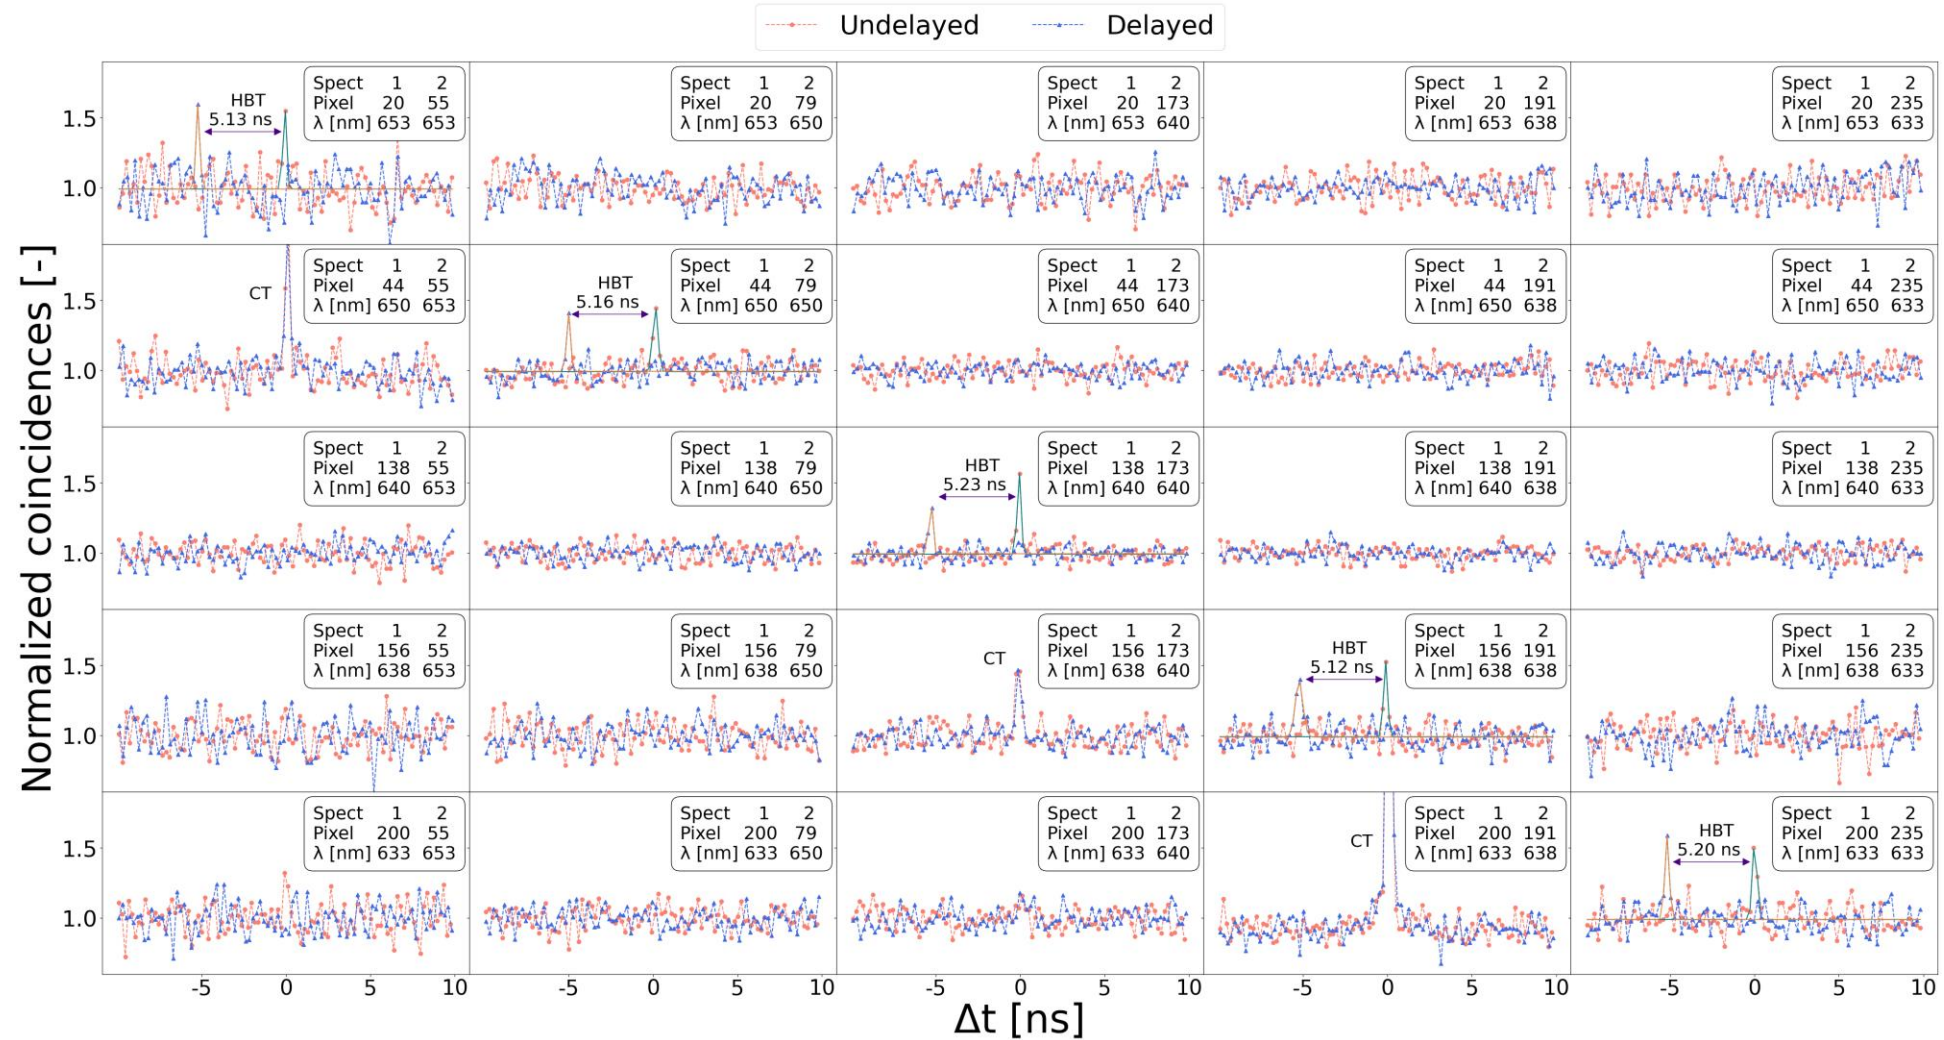 Undelayed Delayed
Normalized coincidences [-]
1.5
1.0
HBT
5.13 ns
Spect 1 2
Pixel 20 55
λ [nm] 653 653
Spect 1 2
Pixel 20 79
λ [nm] 653 650
Spect 1 2
Pixel 20 173
λ [nm] 653 640
Spect 1 2
Pixel 20 191
λ [nm] 653 638
Spect 1 2
Pixel 20 235
λ [nm] 653 633
1.5
1.0
CT
Spect 1 2
Pixel 44 55
λ [nm] 650 653
HBT
5.16 ns
Spect 1 2
Pixel 44 79
λ [nm] 650 650
Spect 1 2
Pixel 44 173
λ [nm] 650 640
Spect 1 2
Pixel 44 191
λ [nm] 650 638
Spect 1 2
Pixel 44 235
λ [nm] 650 633
1.5
1.0
Spect 1 2
Pixel 138 55
λ [nm] 640 653
Spect 1 2
Pixel 138 79
λ [nm] 640 650
HBT
5.23 ns
Spect 1 2
Pixel 138 173
λ [nm] 640 640
Spect 1 2
Pixel 138 191
λ [nm] 640 638
Spect 1 2
Pixel 138 235
λ [nm] 640 633
1.5
1.0
Spect 1 2
Pixel 156 55
λ [nm] 638 653
Spect 1 2
Pixel 156 79
λ [nm] 638 650
CT
Spect 1 2
Pixel 156 173
λ [nm] 638 640
HBT
5.12 ns
Spect 1 2
Pixel 156 191
λ [nm] 638 638
Spect 1 2
Pixel 156 235
λ [nm] 638 633
1.5
1.0
Spect 1 2
Pixel 200 55
λ [nm] 633 653
Spect 1 2
Pixel 200 79
λ [nm] 633 650
Spect 1 2
Pixel 200 173
λ [nm] 633 640
CT
Spect 1 2
Pixel 200 191
λ [nm] 633 638
HBT
5.20 ns
Spect 1 2
Pixel 200 235
λ [nm] 633 633
-5 0 5 10 -5 0 5 10 -5 0 5 10 -5 0 5 10 -5 0 5 10
Δt [ns]